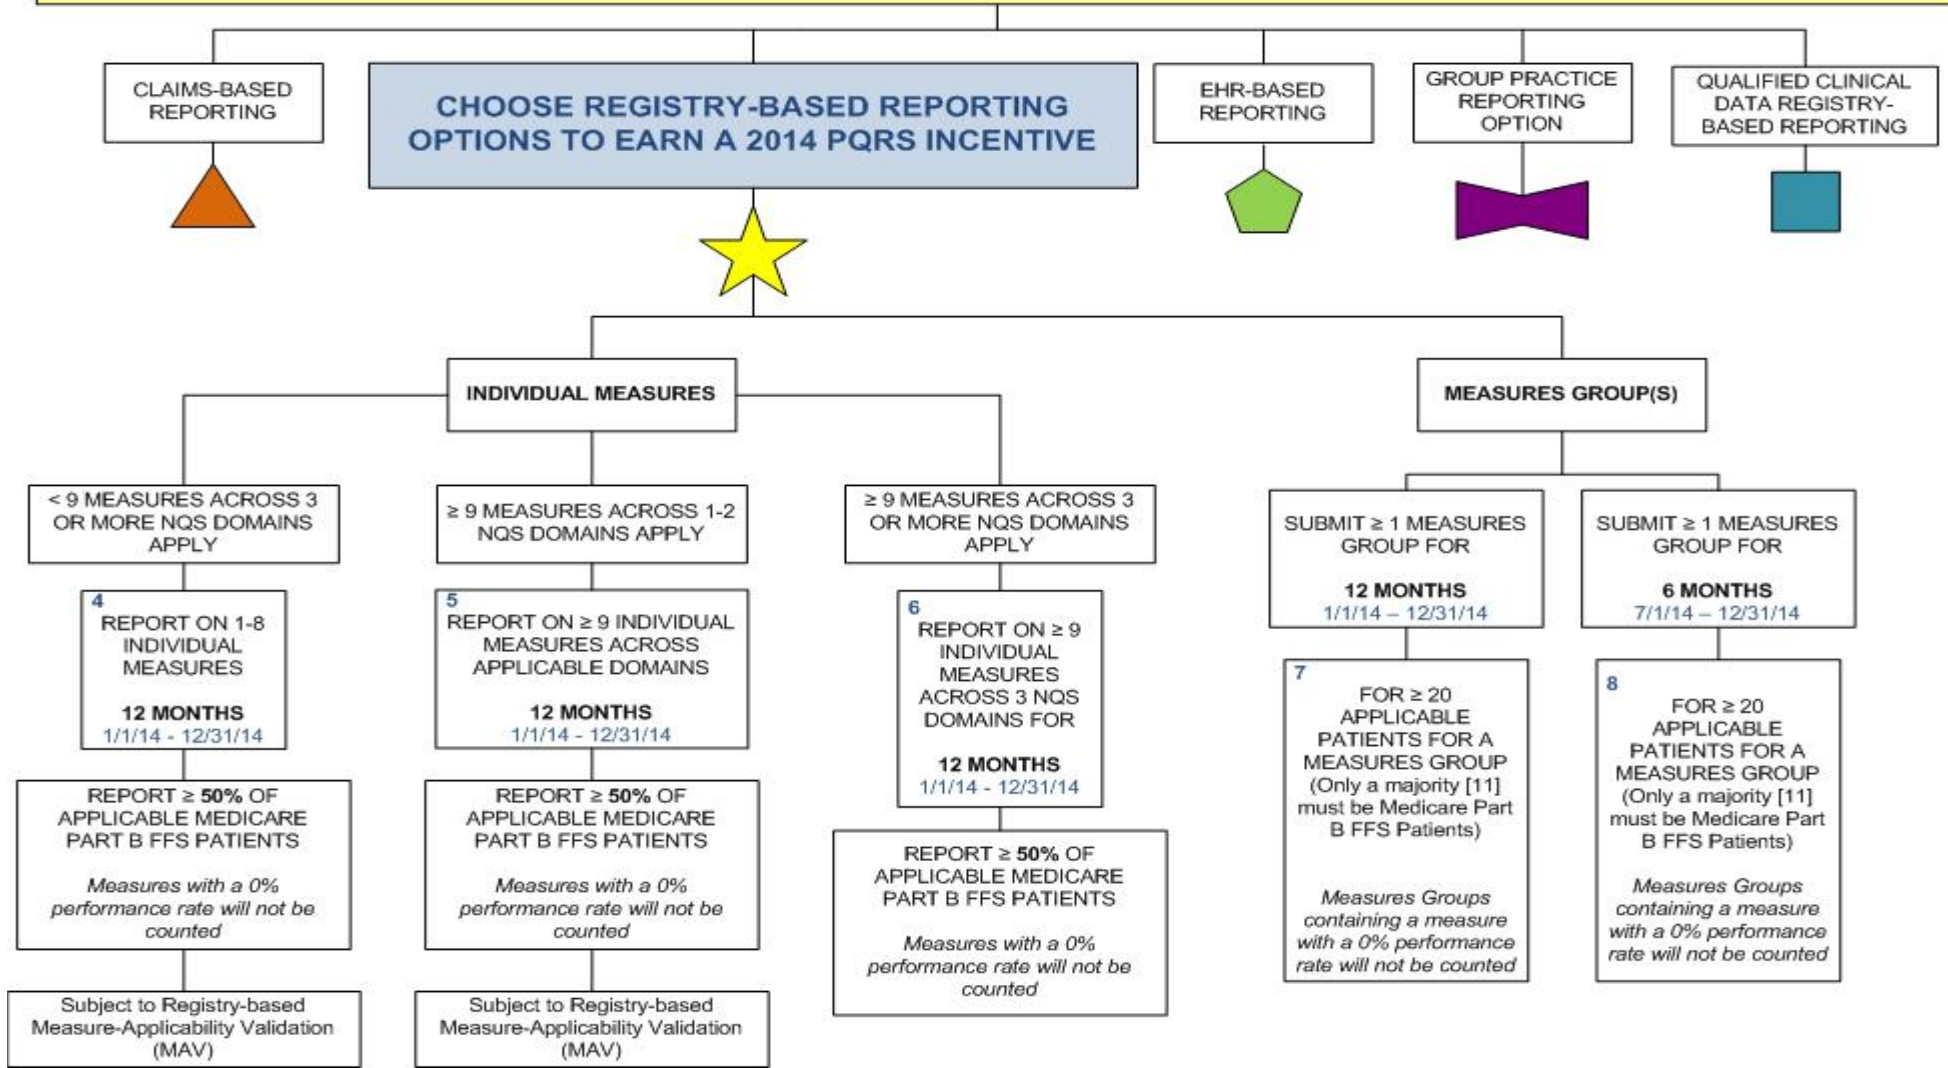 CLAIMS-BASED
REPORTING
CHOOSE REGISTRY-BASED REPORTING
OPTIONS TO EARN A 2014 PQRS INCENTIVE
EHR-BASED
REPORTING
GROUP PRACTICE
REPORTING
OPTION
QUALIFIED CLINICAL
DATA REGISTRY-
BASED REPORTING
INDIVIDUAL MEASURES
MEASURES GROUP(S)
< 9 MEASURES ACROSS 3
OR MORE NQS DOMAINS
APPLY
≥ 9 MEASURES ACROSS 1-2
NQS DOMAINS APPLY
≥ 9 MEASURES ACROSS 3
OR MORE NQS DOMAINS
APPLY
SUBMIT ≥ 1 MEASURES
GROUP FOR
12 MONTHS
1/1/14 – 12/31/14
SUBMIT ≥ 1 MEASURES
GROUP FOR
6 MONTHS
7/1/14 – 12/31/14
4
REPORT ON 1-8
INDIVIDUAL
MEASURES
12 MONTHS
1/1/14 - 12/31/14
5
REPORT ON ≥ 9 INDIVIDUAL
MEASURES ACROSS
APPLICABLE DOMAINS
12 MONTHS
1/1/14 - 12/31/14
6
REPORT ON ≥ 9
INDIVIDUAL
MEASURES
ACROSS 3 NQS
DOMAINS FOR
12 MONTHS
1/1/14 - 12/31/14
7
FOR ≥ 20
APPLICABLE
PATIENTS FOR A
MEASURES GROUP
(Only a majority [11]
must be Medicare Part
B FFS Patients)
Measures Groups
containing a measure
with a 0% performance
rate will not be counted
8
FOR ≥ 20
APPLICABLE
PATIENTS FOR A
MEASURES GROUP
(Only a majority [11]
must be Medicare Part
B FFS Patients)
Measures Groups
containing a measure
with a 0% performance
rate will not be counted
REPORT ≥ 50% OF
APPLICABLE MEDICARE
PART B FFS PATIENTS
Measures with a 0%
performance rate will not be
counted
REPORT ≥ 50% OF
APPLICABLE MEDICARE
PART B FFS PATIENTS
Measures with a 0%
performance rate will not be
counted
REPORT ≥ 50% OF
APPLICABLE MEDICARE
PART B FFS PATIENTS
Measures with a 0%
performance rate will not be
counted
Subject to Registry-based
Measure-Applicability Validation
(MAV)
Subject to Registry-based
Measure-Applicability Validation
(MAV)